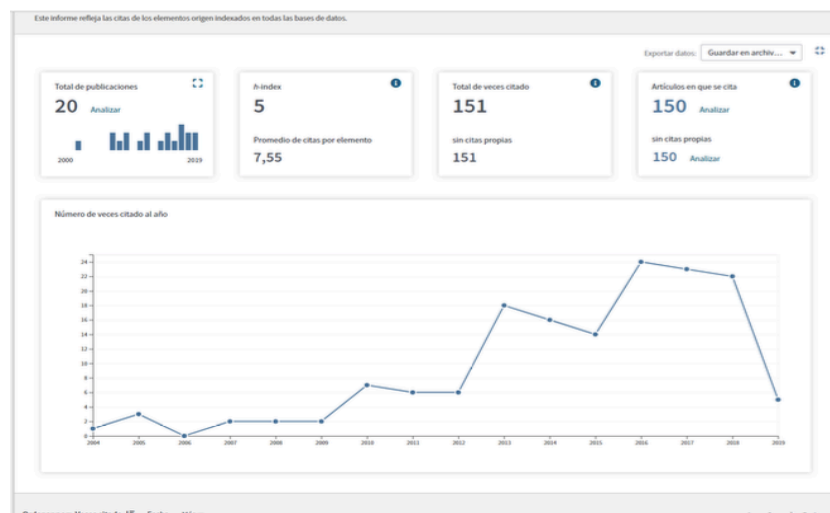 Este informe refleja las citas de los elementos origen indexados en todas las bases de datos.
Exportar datos: Guardar en archiv...
Total de publicaciones
20 Analizar
2000 2019
h-index
5
Promedio de citas por elemento
7,55
Total de veces citado
151
sin citas propias
151
Artículos en que se cita
150 Analizar
sin citas propias
150 Analizar
Número de veces citado al año
24
22
20
18
16
14
12
10
8
6
4
2
0
2004 2005 2006 2007 2008 2009 2010 2011 2012 2013 2014 2015 2016 2017 2018 2019